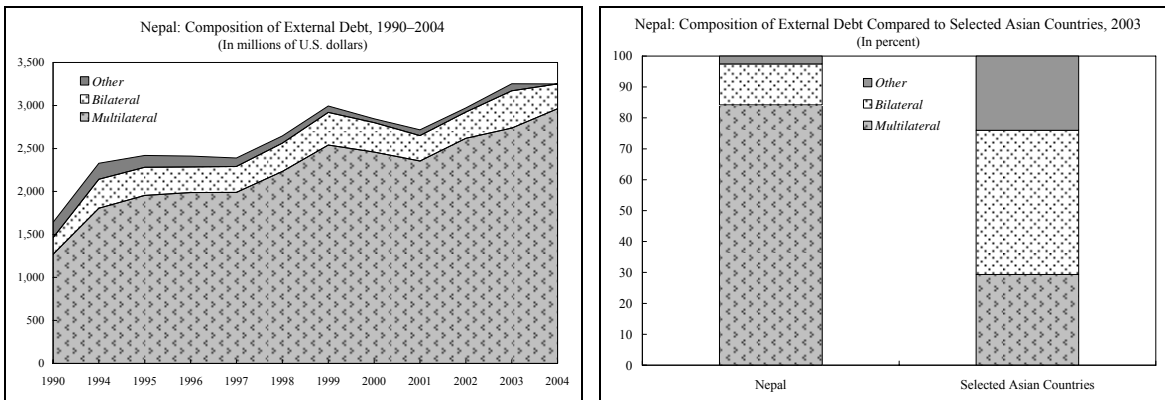 Nepal: Composition of External Debt, 1990–2004
(In millions of U.S. dollars)
3,500
3,000
2,500
2,000
1,500
1,000
500
0
Other
Bilateral
Multilateral
1990 1994 1995 1996 1997 1998 1999 2000 2001 2002 2003 2004
Nepal: Composition of External Debt Compared to Selected Asian Countries, 2003
(In percent)
100
90
80
70
60
50
40
30
20
10
0
Other
Bilateral
Multilateral
Nepal Selected Asian Countries